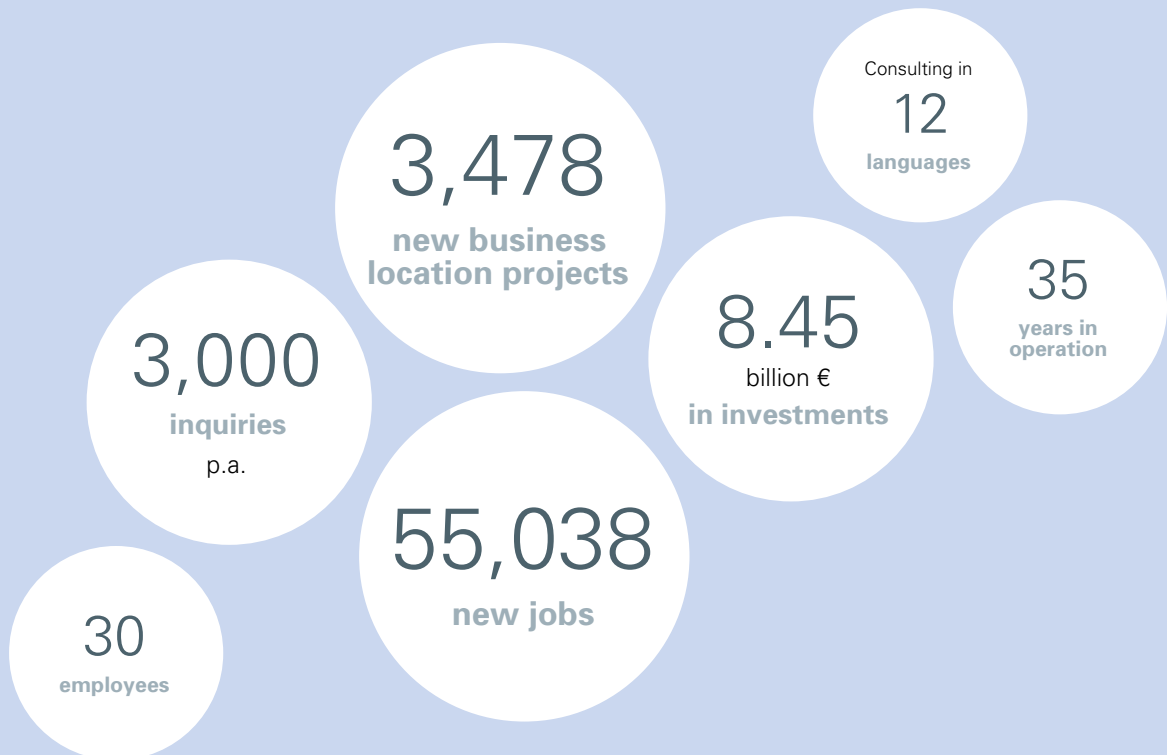 Consulting in
12
languages
3,478
new business
location projects
35
years in
operation
8.45
billion €
in investments
3,000
inquiries
p.a.
55,038
new jobs
30
employees